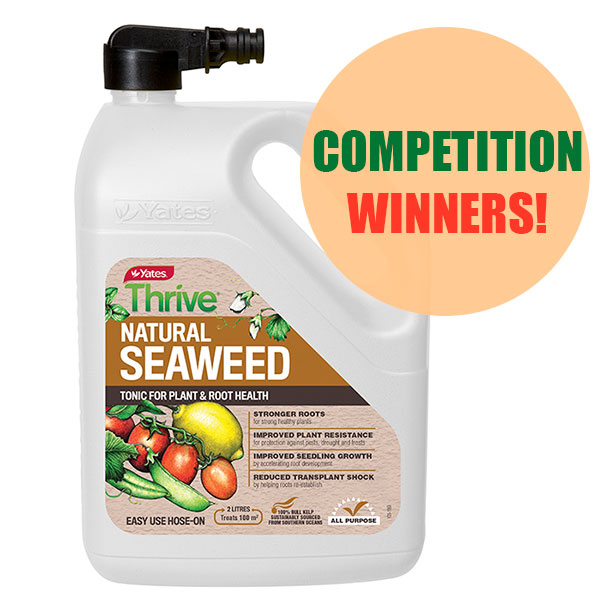 COMPETITION
WINNERS!
Yates
Yates
Thrive®
NATURAL
SEAWEED
TONIC FOR PLANT & ROOT HEALTH
STRONGER ROOTS
for strong healthy plants
IMPROVED PLANT RESISTANCE
for protection against pests, drought and frosts
IMPROVED SEEDLING GROWTH
by accelerating root development
REDUCED TRANSPLANT SHOCK
by helping roots re-establish
EASY USE HOSE-ON
2 LITRES
Treats 100 m²
100% BULL KELP
SUSTAINABLY SOURCED
FROM SOUTHERN OCEANS
ALL PURPOSE